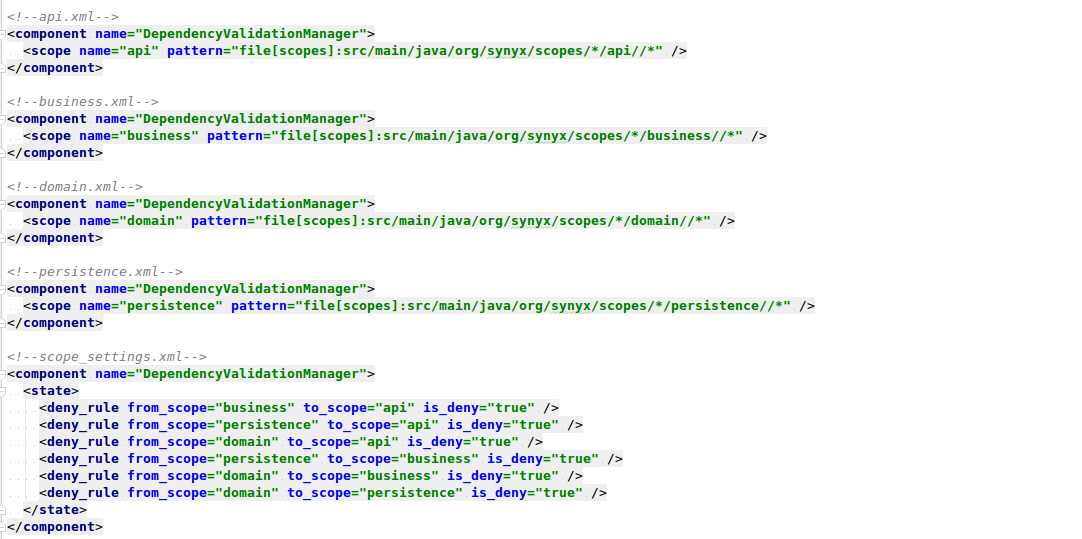 <!--api.xml-->
<component name="DependencyValidationManager">
<scope name="api" pattern="file[scopes]:src/main/java/org/synyx/scopes/*/api//*" />
</component>
<!--business.xml-->
<component name="DependencyValidationManager">
<scope name="business" pattern="file[scopes]:src/main/java/org/synyx/scopes/*/business//*" />
</component>
<!--domain.xml-->
<component name="DependencyValidationManager">
<scope name="domain" pattern="file[scopes]:src/main/java/org/synyx/scopes/*/domain//*" />
</component>
<!--persistence.xml-->
<component name="DependencyValidationManager">
<scope name="persistence" pattern="file[scopes]:src/main/java/org/synyx/scopes/*/persistence//*" />
</component>
<!--scope_settings.xml-->
<component name="DependencyValidationManager">
<state>
<deny_rule from_scope="business" to_scope="api" is_deny="true" />
<deny_rule from_scope="persistence" to_scope="api" is_deny="true" />
<deny_rule from_scope="domain" to_scope="api" is_deny="true" />
<deny_rule from_scope="persistence" to_scope="business" is_deny="true" />
<deny_rule from_scope="domain" to_scope="business" is_deny="true" />
<deny_rule from_scope="domain" to_scope="persistence" is_deny="true" />
</state>
</component>